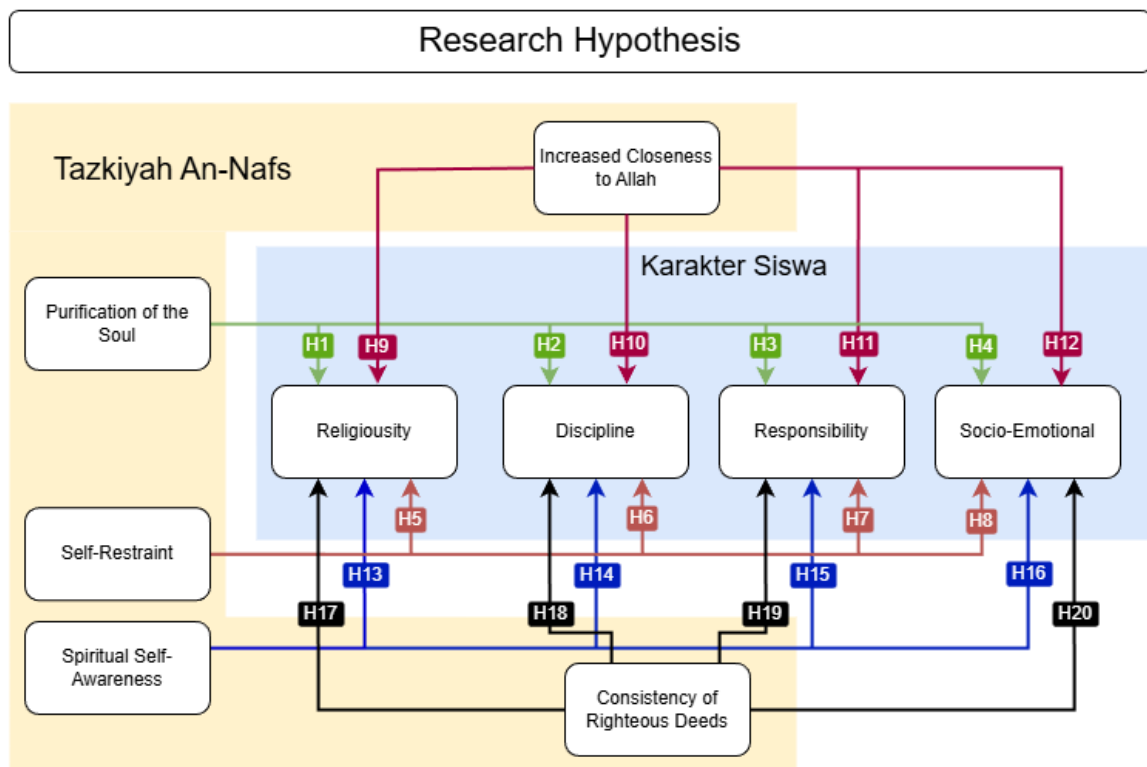 Research Hypothesis
Tazkiyah An-Nafs
Increased Closeness
to Allah
Karakter Siswa
Purification of the
Soul
H1
H9
H2
H10
H3
H11
H4
H12
Religiousity
Discipline
Responsibility
Socio-Emotional
H5
H6
H7
H8
Self-Restraint
H13
H14
H15
H16
H17
H18
H19
H20
Spiritual Self-
Awareness
Consistency of
Righteous Deeds